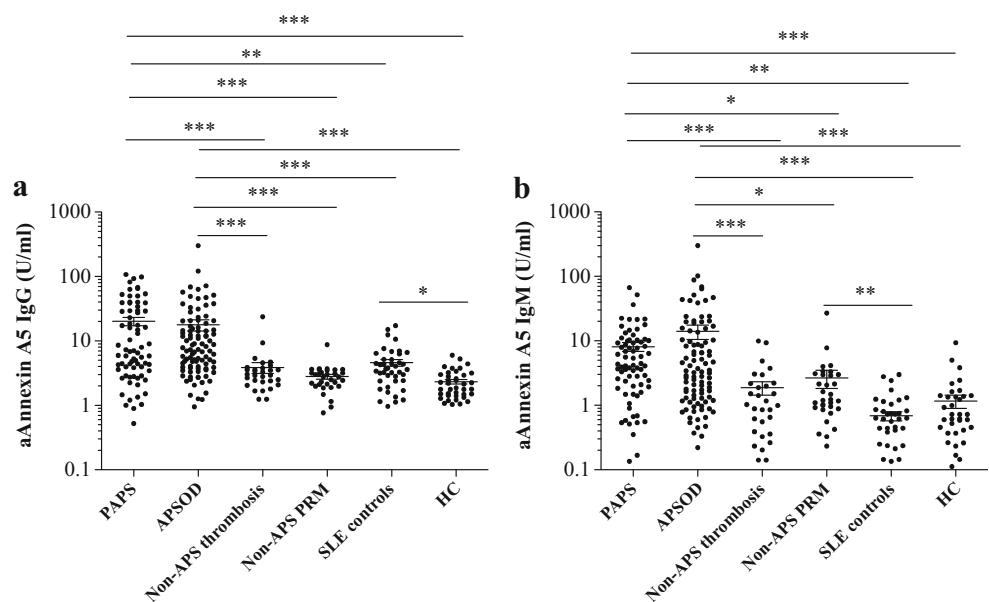 ***
**
***
***
***
***
***
***
*
a
aAnnexin A5 IgG (U/ml)
1000
100
10
1
0.1
PAPS
APSOD
Non-APS thrombosis
Non-APS PRM
SLE controls
HC
***
**
*
***
***
***
*
***
**
b
aAnnexin A5 IgM (U/ml)
1000
100
10
1
0.1
PAPS
APSOD
Non-APS thrombosis
Non-APS PRM
SLE controls
HC